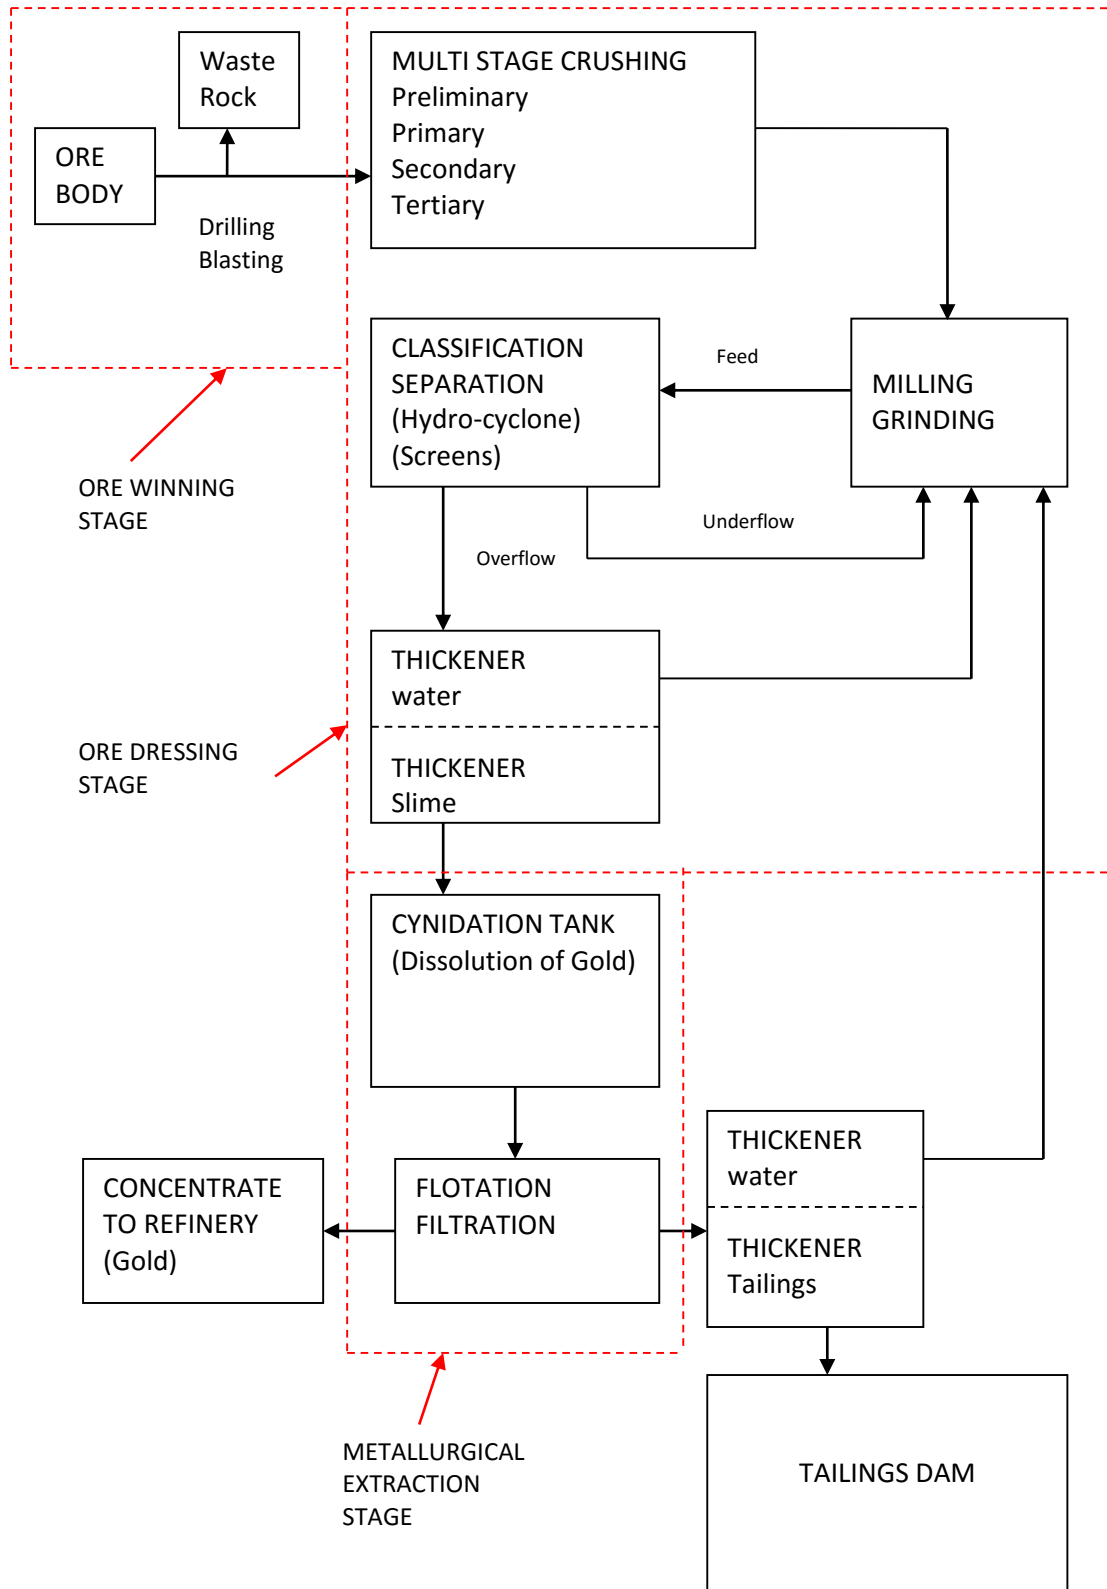 Waste
Rock
ORE
BODY
Drilling
Blasting
MULTI STAGE CRUSHING
Preliminary
Primary
Secondary
Tertiary
CLASSIFICATION
SEPARATION
(Hydro-cyclone)
(Screens)
Feed
MILLING
GRINDING
ORE WINNING
STAGE
Underflow
Overflow
THICKENER
water
THICKENER
Slime
ORE DRESSING
STAGE
CYNIDATION TANK
(Dissolution of Gold)
CONCENTRATE
TO REFINERY
(Gold)
FLOTATION
FILTRATION
THICKENER
water
THICKENER
Tailings
METALLURGICAL
EXTRACTION
STAGE
TAILINGS DAM